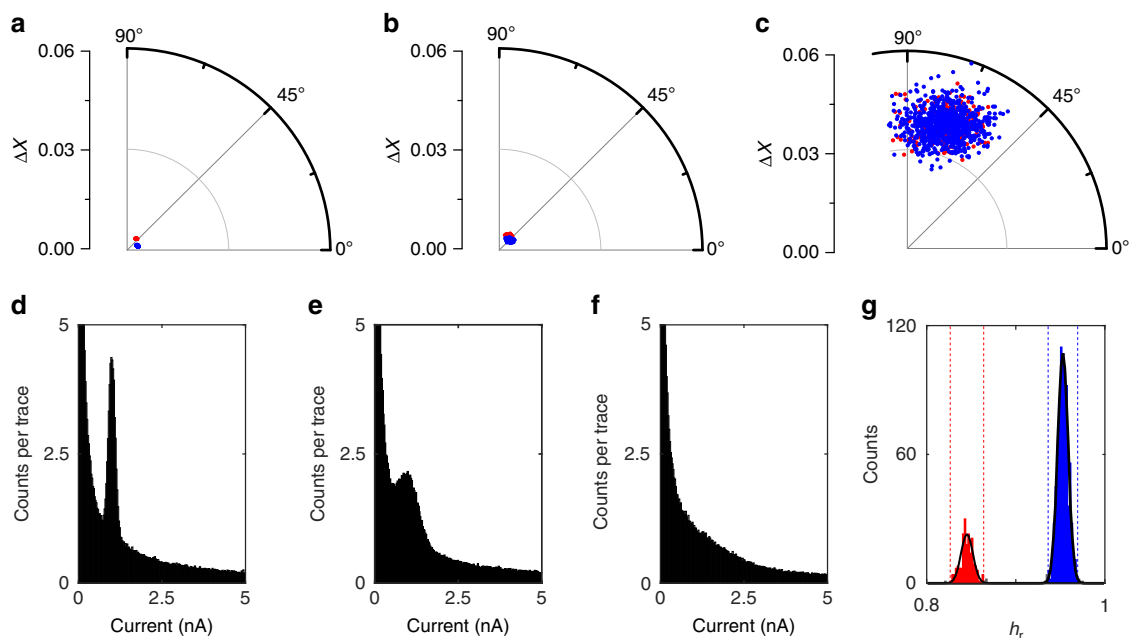 a
90°
0.06
45°
0.03
ΔX
0.00
0°
b
90°
0.06
45°
0.03
ΔX
0.00
0°
c
90°
0.06
45°
0.03
ΔX
0.00
0°
d
5
2.5
0
Counts per trace
0
2.5
5
Current (nA)
e
5
2.5
0
Counts per trace
0
2.5
5
Current (nA)
f
5
2.5
0
Counts per trace
0
2.5
5
Current (nA)
g
120
60
0
Counts
0.8
1
hr